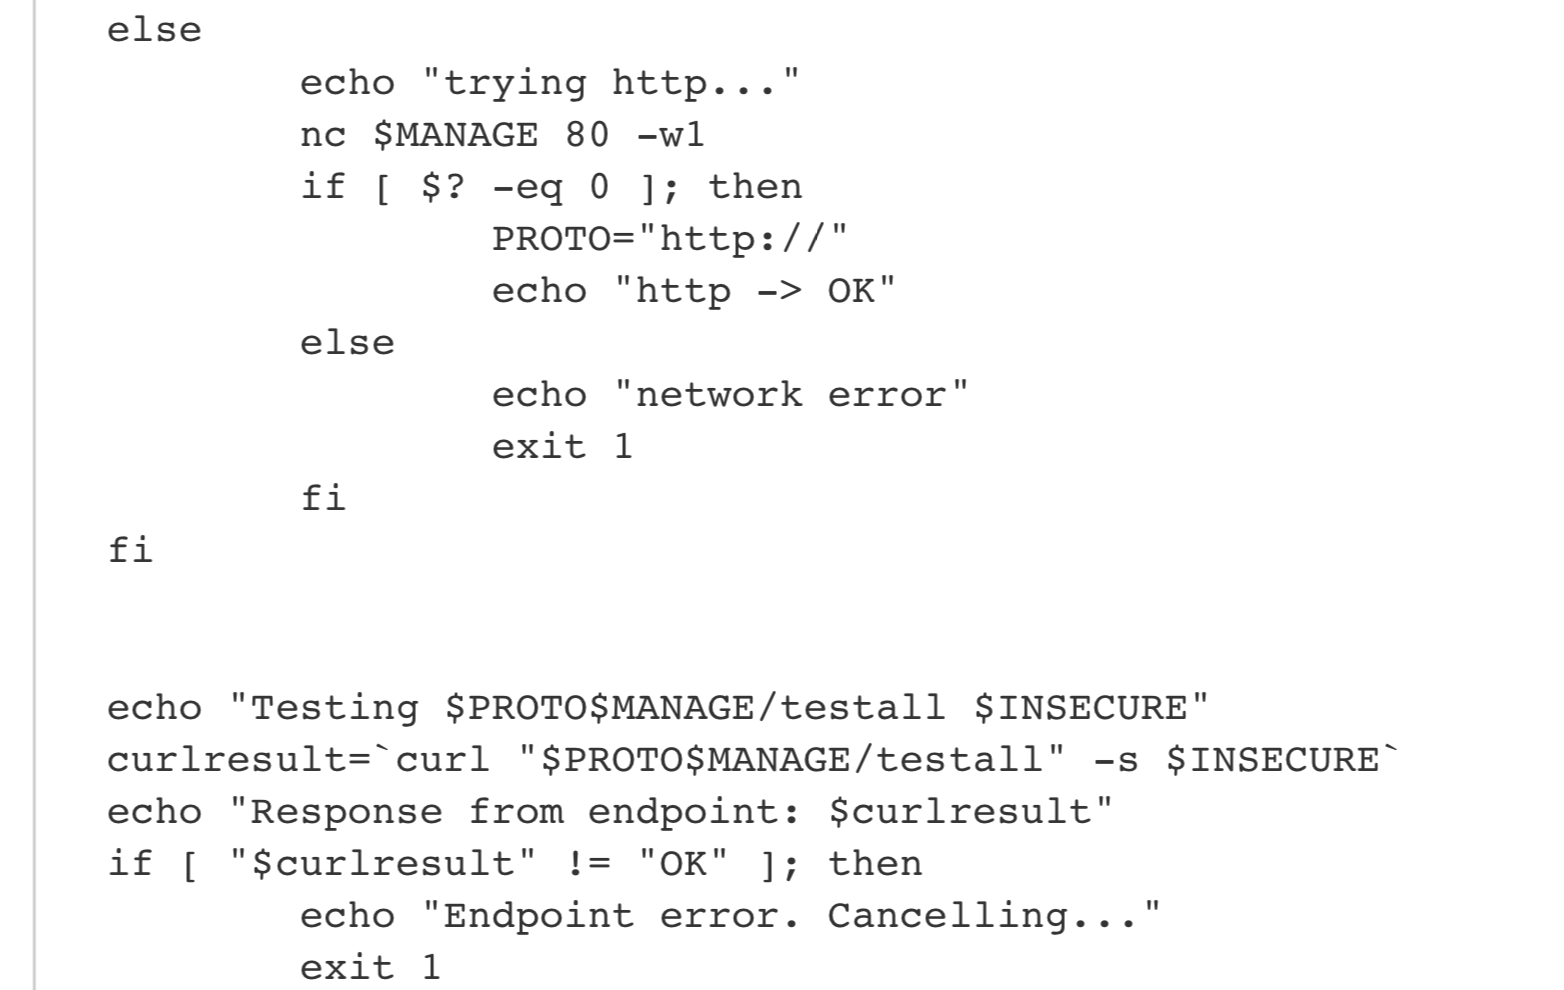 else
echo "trying http..."
nc $MANAGE 80 -w1
if [ $? -eq 0 ]; then
PROTO="http://"
echo "http -> OK"
else
echo "network error"
exit 1
fi
fi
echo "Testing $PROTO$MANAGE/testall $INSECURE"
curlresult=`curl "$PROTO$MANAGE/testall" -s $INSECURE`
echo "Response from endpoint: $curlresult"
if [ "$curlresult" != "OK" ]; then
echo "Endpoint error. Cancelling..."
exit 1